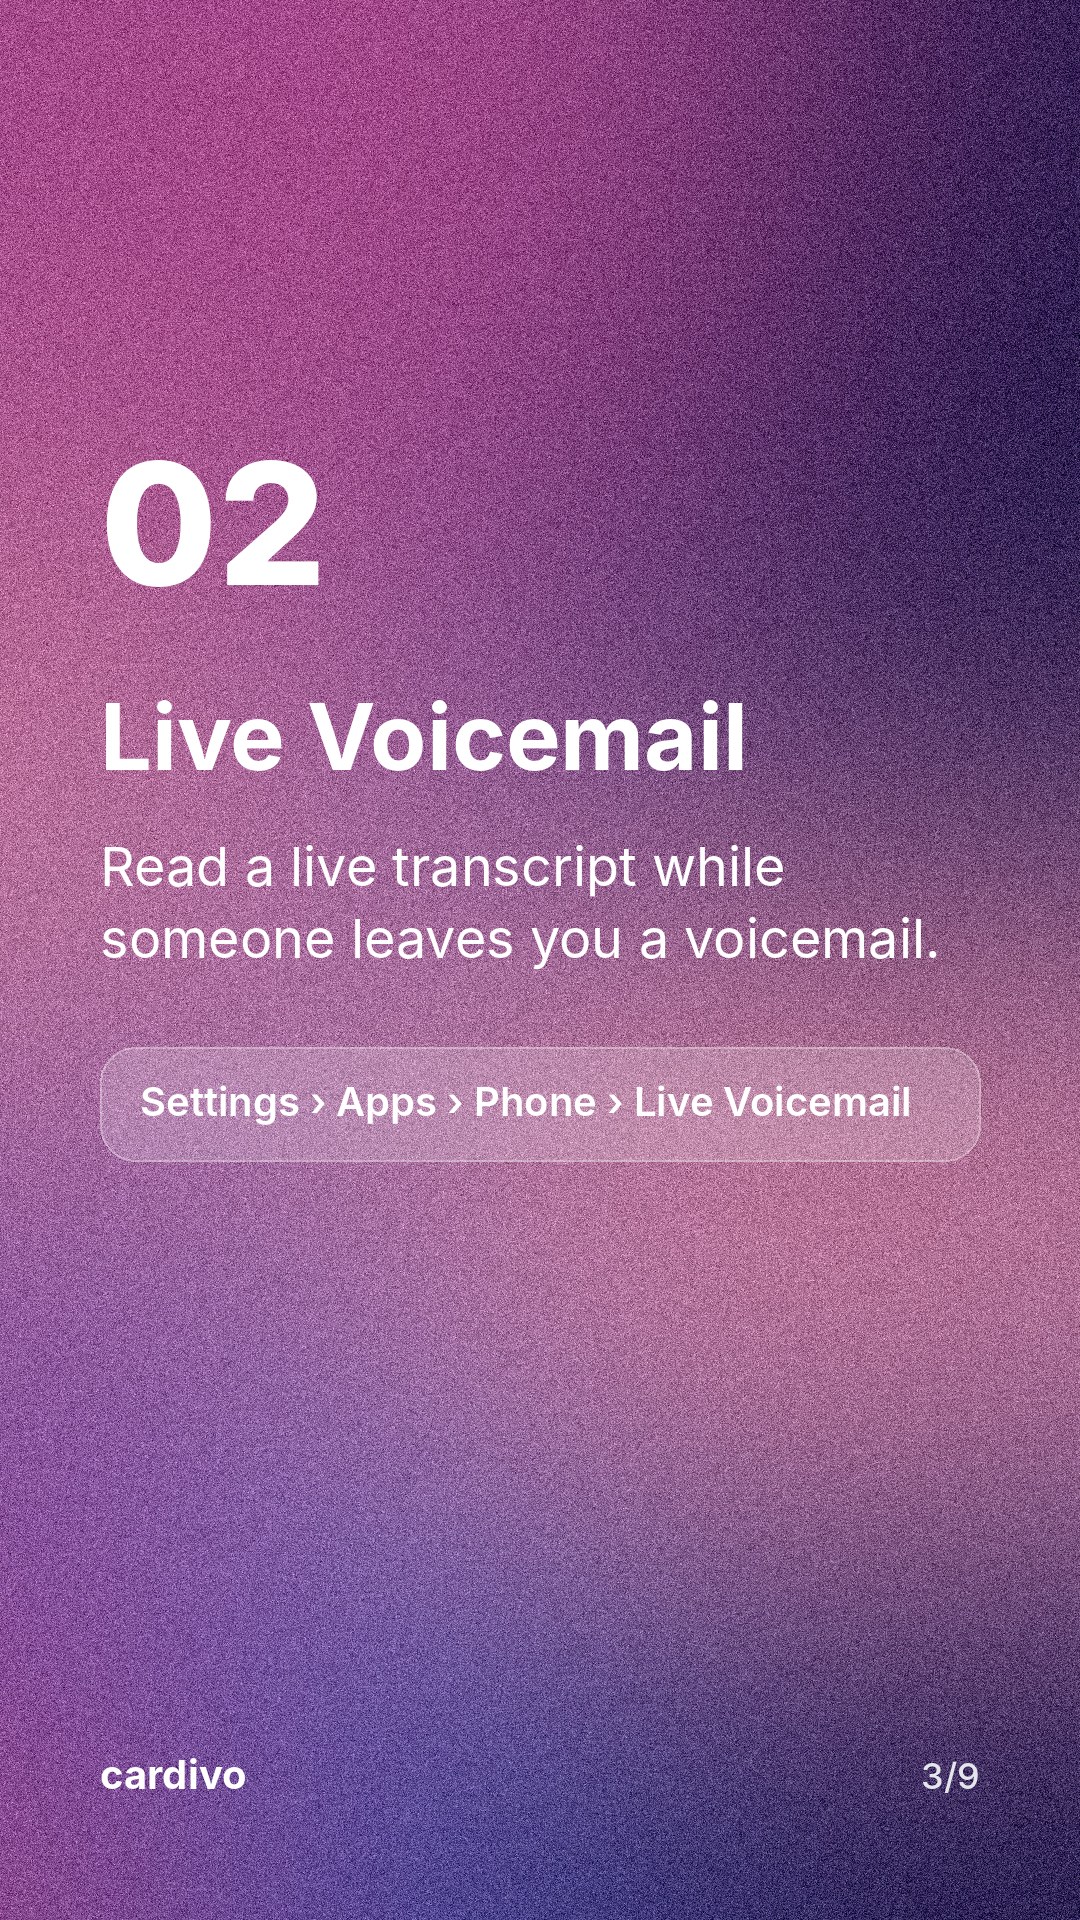 02
Live Voicemail
Read a live transcript while
someone leaves you a voicemail.
Settings › Apps › Phone › Live Voicemail
cardivo
3/9